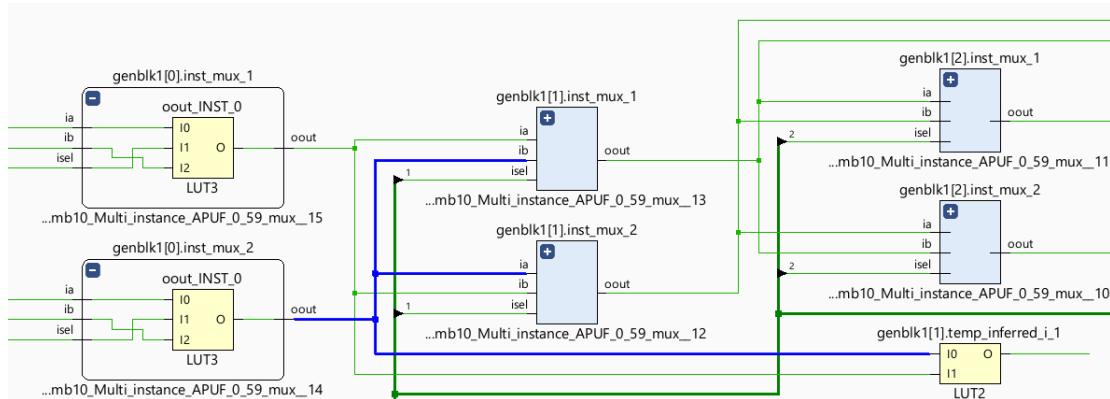 genblk1[0].inst_mux_1
oout_INST_0
ia
I0
ib
I1
O
oout
isel
I2
LUT3
...mb10_Multi_instance_APUF_0_59_mux__15
genblk1[0].inst_mux_2
oout_INST_0
ia
I0
ib
I1
O
oout
isel
I2
LUT3
...mb10_Multi_instance_APUF_0_59_mux__14
genblk1[1].inst_mux_1
ia
ib
oout
1
isel
...mb10_Multi_instance_APUF_0_59_mux__13
genblk1[1].inst_mux_2
ia
ib
oout
1
isel
...mb10_Multi_instance_APUF_0_59_mux__12
genblk1[2].inst_mux_1
ia
ib
oout
2
isel
...mb10_Multi_instance_APUF_0_59_mux__11
genblk1[2].inst_mux_2
ia
ib
oout
2
isel
...mb10_Multi_instance_APUF_0_59_mux__10
genblk1[1].temp_inferred_i_1
I0
O
I1
LUT2